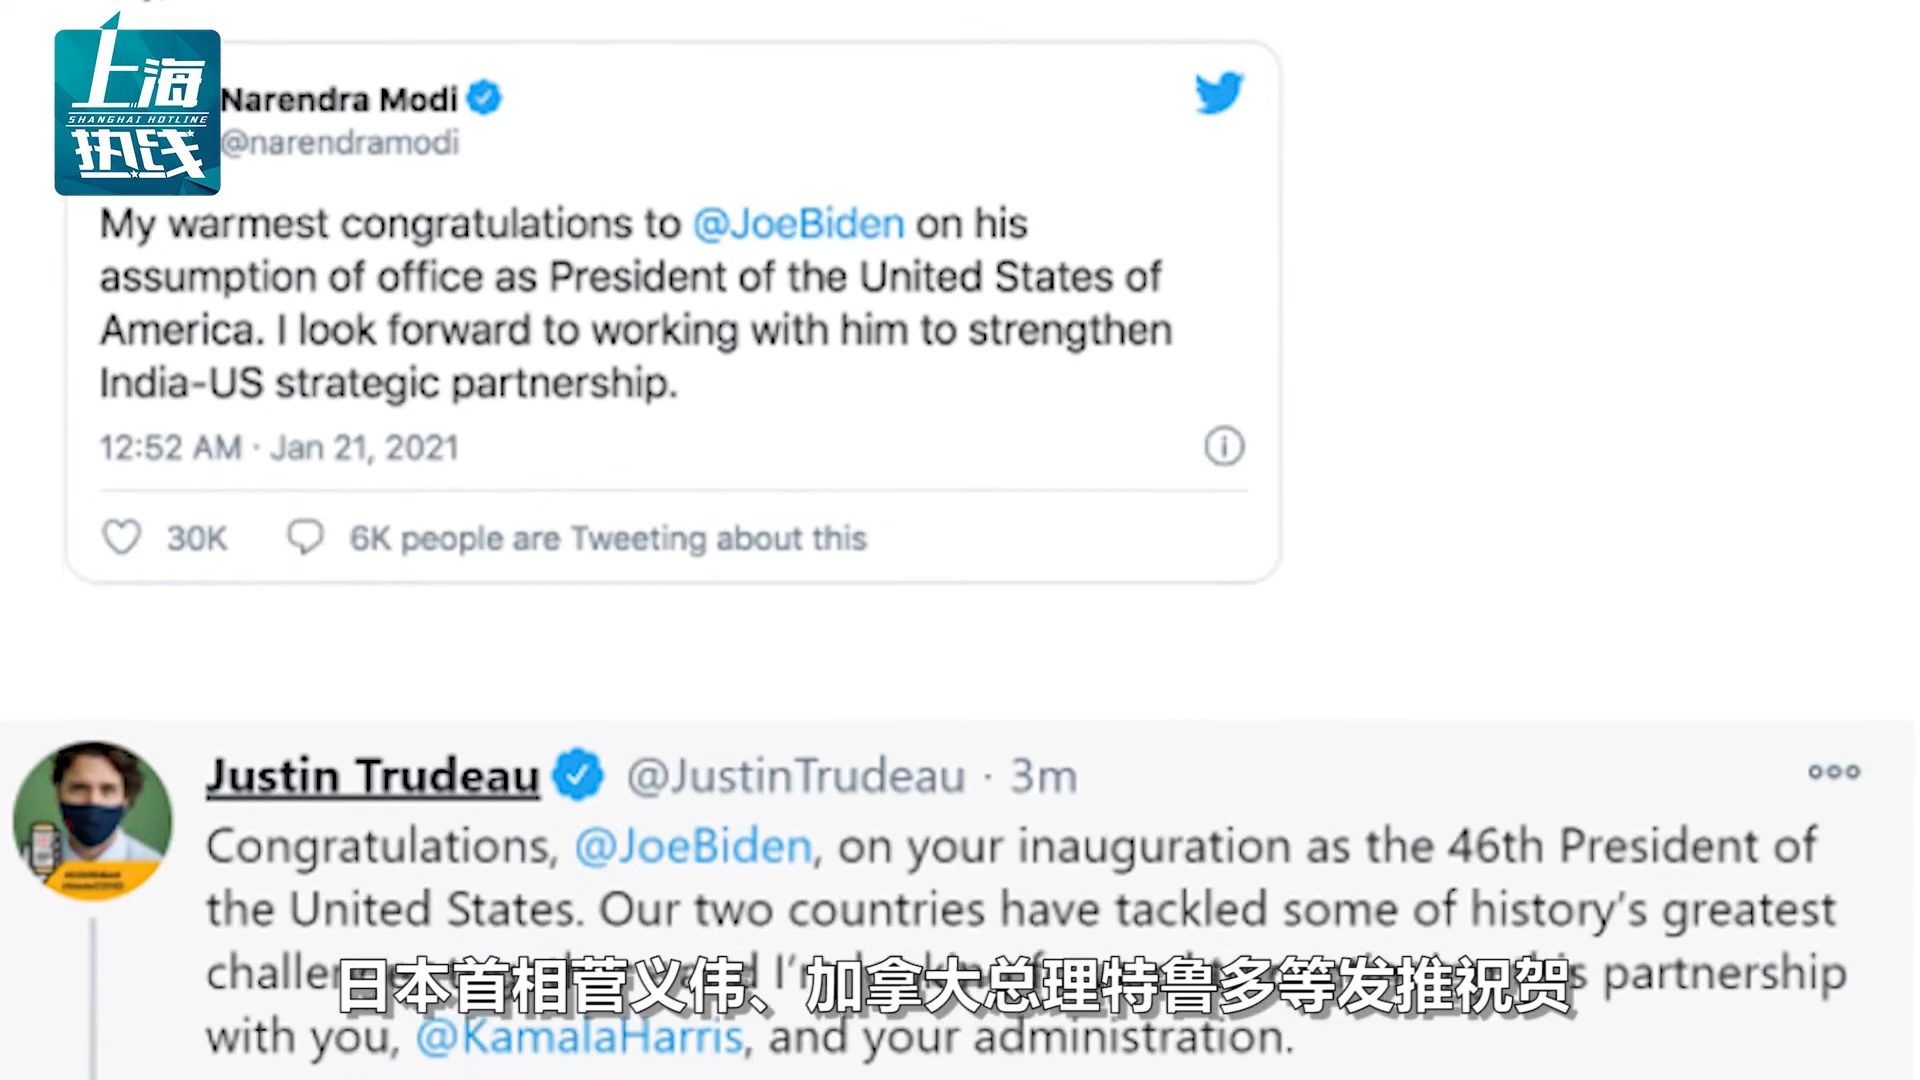 上海
SHANGHAI HOTLINE
热线
Narendra Modi
@narendramodi
My warmest congratulations to @JoeBiden on his
assumption of office as President of the United States of
America. I look forward to working with him to strengthen
India-US strategic partnership.
12:52 AM · Jan 21, 2021
30K 6K people are Tweeting about this
Justin Trudeau @JustinTrudeau · 3m
Congratulations, @JoeBiden, on your inauguration as the 46th President of
the United States. Our two countries have tackled some of history's greatest
partnership
日本首相菅义伟、加拿大总理特鲁多等发推祝贺
with you, @KamalaHarris, and your administration.